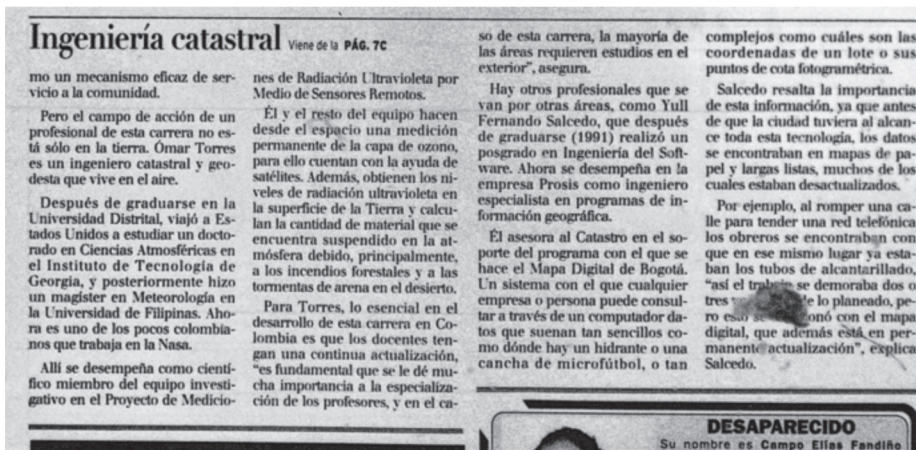 Ingeniería catastral Viene de la PÁG. 7C
mo un mecanismo eficaz de ser-
vicio a la comunidad.
Pero el campo de acción de un
profesional de esta carrera no es-
tá sólo en la tierra. Ómar Torres
es un ingeniero catastral y geo-
desta que vive en el aire.
Después de graduarse en la
Universidad Distrital, viajó a Es-
tados Unidos a estudiar un docto-
rado en Ciencias Atmosféricas en
el Instituto de Tecnología de
Georgia, y posteriormente hizo
un magíster en Meteorología en
la Universidad de Filipinas. Aho-
ra es uno de los pocos colombia-
nos que trabaja en la Nasa.
Allí se desempeña como cientí-
fico miembro del equipo investi-
gativo en el Proyecto de Medicio-
nes de Radiación Ultravioleta por
Medio de Sensores Remotos.
Él y el resto del equipo hacen
desde el espacio una medición
permanente de la capa de ozono,
para ello cuentan con la ayuda de
satélites. Además, obtienen los ni-
veles de radiación ultravioleta en
la superficie de la Tierra y calcu-
lan la cantidad de material que se
encuentra suspendido en la at-
mósfera debido, principalmente,
a los incendios forestales y a las
tormentas de arena en el desierto.
Para Torres, lo esencial en el
desarrollo de esta carrera en Co-
lombia es que los docentes ten-
gan una continua actualización,
"es fundamental que se le dé mu-
cha importancia a la especializa-
ción de los profesores, y en el ca-
so de esta carrera, la mayoría de
las áreas requieren estudios en el
exterior", asegura.
Hay otros profesionales que se
van por otras áreas, como Yull
Fernando Salcedo, que después
de graduarse (1991) realizó un
posgrado en Ingeniería del Soft-
ware. Ahora se desempeña en la
empresa Prosis como ingeniero
especialista en programas de in-
formación geográfica.
Él asesora al Catastro en el so-
porte del programa con el que se
hace el Mapa Digital de Bogotá.
Un sistema con el que cualquier
empresa o persona puede consul-
tar a través de un computador da-
tos que suenan tan sencillos co-
mo dónde hay un hidrante o una
cancha de microfútbol, o tan
complejos como cuáles son las
coordenadas de un lote o sus
puntos de cota fotogramétrica.
Salcedo resalta la importancia
de esta información, ya que antes
de que la ciudad tuviera al alcan-
ce toda esta tecnología, los datos
se encontraban en mapas de pa-
pel y largas listas, muchos de los
cuales estaban desactualizados.
Por ejemplo, al romper una ca-
lle para tender una red telefónica
los obreros se encontraban con
que en ese mismo lugar ya esta-
ban los tubos de alcantarillado,
"así el trabajo se demoraba dos o
tres de lo planeado, pe-
ro esto se con el mapa
digital, que además está en per-
manente actualización", explica
Salcedo.
DESAPARECIDO
Su nombre es Campo Elías Fandiño